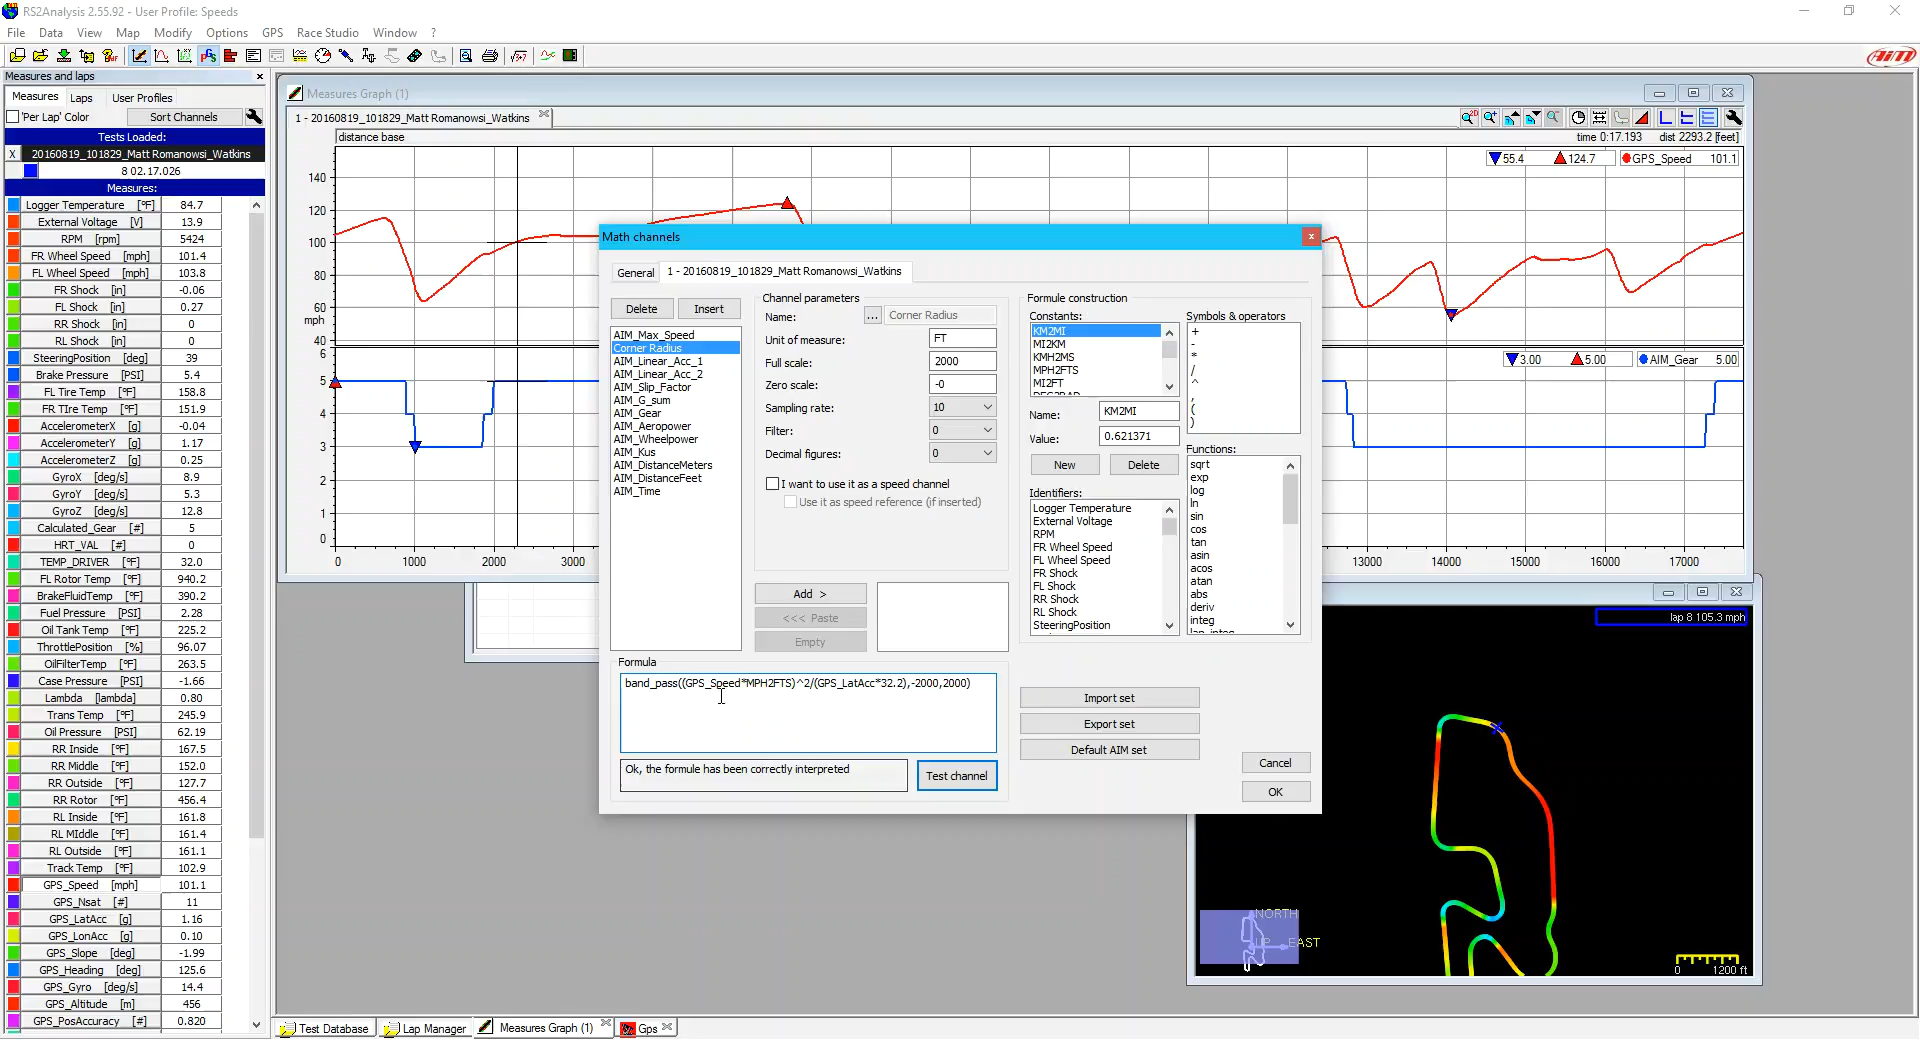 RS2Analysis 2.55.92 - User Profile: Speeds
File Data View Map Modify Options GPS Race Studio Window ?
AiM
Measures and laps
Measures Laps User Profiles
'Per Lap' Color Sort Channels
Tests Loaded:
X 20160819_101829_Matt Romanowsi_Watkins
8 02.17.026
Measures:
Logger Temperature [ºF] 84.7
External Voltage [V] 13.9
RPM [rpm] 5424
FR Wheel Speed [mph] 101.4
FL Wheel Speed [mph] 103.8
FR Shock [in] -0.06
FL Shock [in] 0.27
RR Shock [in] 0
RL Shock [in] 0
SteeringPosition [deg] 39
Brake Pressure [PSI] 5.4
FL Tire Temp [ºF] 158.8
FR TIre Temp [ºF] 151.9
AccelerometerX [g] -0.04
AccelerometerY [g] 1.17
AccelerometerZ [g] 0.25
GyroX [deg/s] 8.9
GyroY [deg/s] 5.3
GyroZ [deg/s] 12.8
Calculated_Gear [#] 5
HRT_VAL [#] 0
TEMP_DRIVER [ºF] 32.0
FL Rotor Temp [ºF] 940.2
BrakeFluidTemp [ºF] 390.2
Fuel Pressure [PSI] 2.28
Oil Tank Temp [ºF] 225.2
ThrottlePosition [%] 96.07
OilFilterTemp [ºF] 263.5
Case Pressure [PSI] -1.66
Lambda [lambda] 0.80
Trans Temp [ºF] 245.9
Oil Pressure [PSI] 62.19
RR Inside [ºF] 167.5
RR Middle [ºF] 152.0
RR Outside [ºF] 127.7
RR Rotor [ºF] 456.4
RL Inside [ºF] 161.8
RL MIddle [ºF] 161.4
RL Outside [ºF] 161.1
Track Temp [ºF] 102.9
GPS_Speed [mph] 101.1
GPS_Nsat [#] 11
GPS_LatAcc [g] 1.16
GPS_LonAcc [g] 0.10
GPS_Slope [deg] -1.99
GPS_Heading [deg] 125.6
GPS_Gyro [deg/s] 14.4
GPS_Altitude [m] 456
GPS_PosAccuracy [#] 0.820
Measures Graph (1)
1 - 20160819_101829_Matt Romanowsi_Watkins
distance base
time 0:17.193 dist 2293.2 [feet]
55.4 124.7 GPS_Speed 101.1
140
120
100
80
60
mph
40
3.00 5.00 AIM_Gear 5.00
6
5
4
3
2
1
0
0 1000 2000 3000 13000 14000 15000 16000 17000
Math channels
General 1 - 20160819_101829_Matt Romanowsi_Watkins
Delete Insert
AIM_Max_Speed
Corner Radius
AIM_Linear_Acc_1
AIM_Linear_Acc_2
AIM_Slip_Factor
AIM_G_sum
AIM_Gear
AIM_Aeropower
AIM_Wheelpower
AIM_Kus
AIM_DistanceMeters
AIM_DistanceFeet
AIM_Time
Channel parameters
Name: ... Corner Radius
Unit of measure: FT
Full scale: 2000
Zero scale: -0
Sampling rate: 10
Filter: 0
Decimal figures: 0
I want to use it as a speed channel
Use it as speed reference (if inserted)
Add >
<<< Paste
Empty
Formule construction
Constants:
KM2MI
MI2KM
KMH2MS
MPH2FTS
MI2FT
DEG2RAD
Name: KM2MI
Value: 0.621371
New Delete
Identifiers:
Logger Temperature
External Voltage
RPM
FR Wheel Speed
FL Wheel Speed
FR Shock
FL Shock
RR Shock
RL Shock
SteeringPosition
Symbols & operators
+
-
*
/
^
,
(
)
Functions:
sqrt
exp
log
ln
sin
cos
tan
asin
acos
atan
abs
deriv
integ
lap_integ
Formula
band_pass((GPS_Speed*MPH2FTS)^2/(GPS_LatAcc*32.2),-2000,2000)
Ok, the formule has been correctly interpreted
Test channel
Import set
Export set
Default AIM set
Cancel
OK
lap 8 105.3 mph
NORTH
UP EAST
0 1200 ft
Test Database Lap Manager Measures Graph (1) Gps